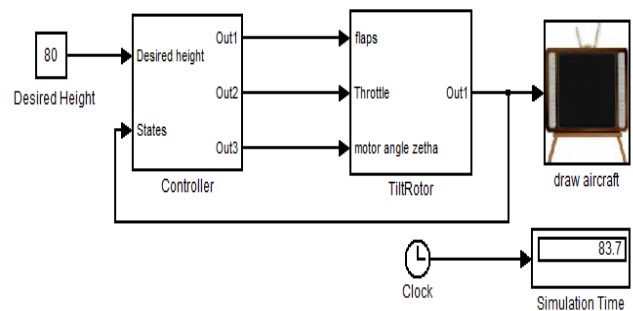 80
Desired Height
Desired height
States
Out1
Out2
Out3
Controller
flaps
Throttle
motor angle zetha
Out1
TiltRotor
draw aircraft
Clock
83.7
Simulation Time